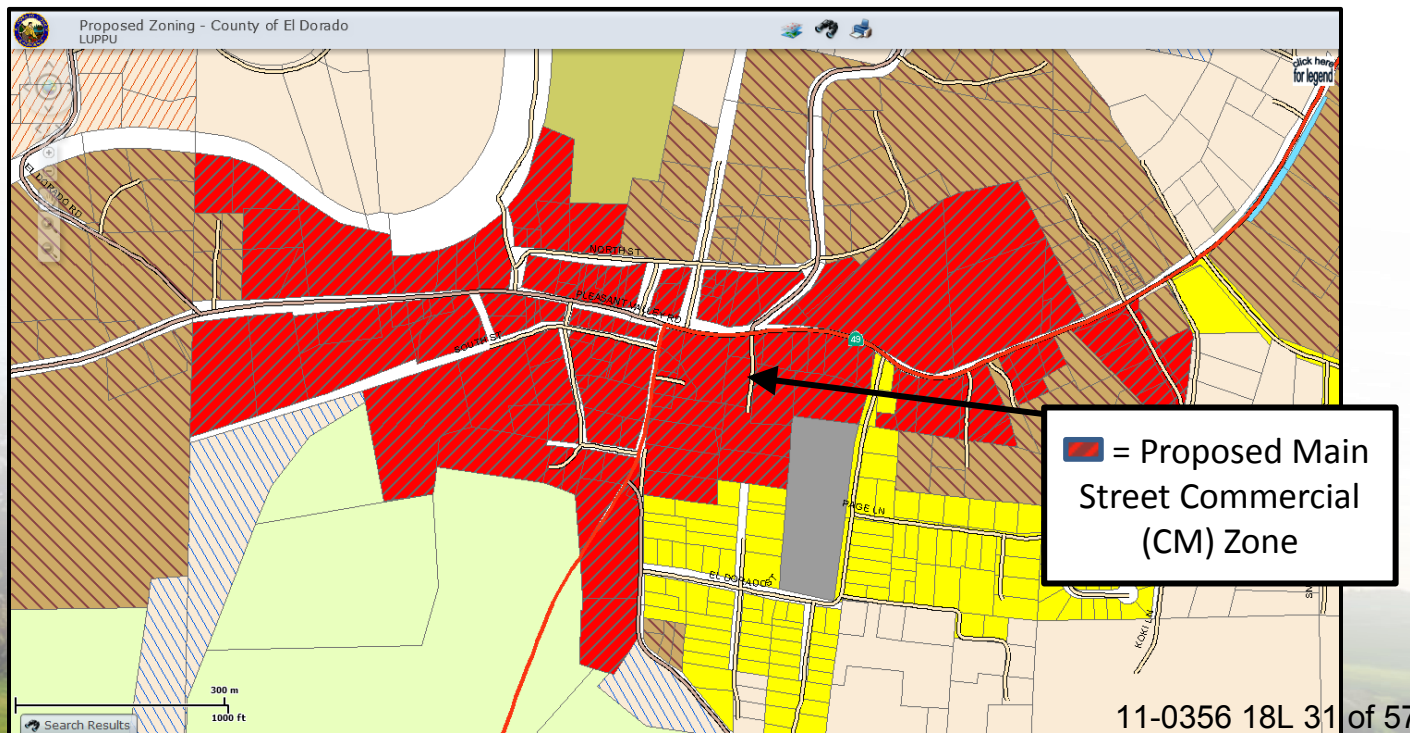 Proposed Zoning - County of El Dorado
LUPPU
click here
for legend
EL DORADO RD
NORTH ST
PLEASANT VALLEY RD
SOUTH ST
49
= Proposed Main
Street Commercial
(CM) Zone
PAGE LN
EL DORADO ST
KOKI LN
SN
300 m
1000 ft
Search Results
11-0356 18L 31 of 57